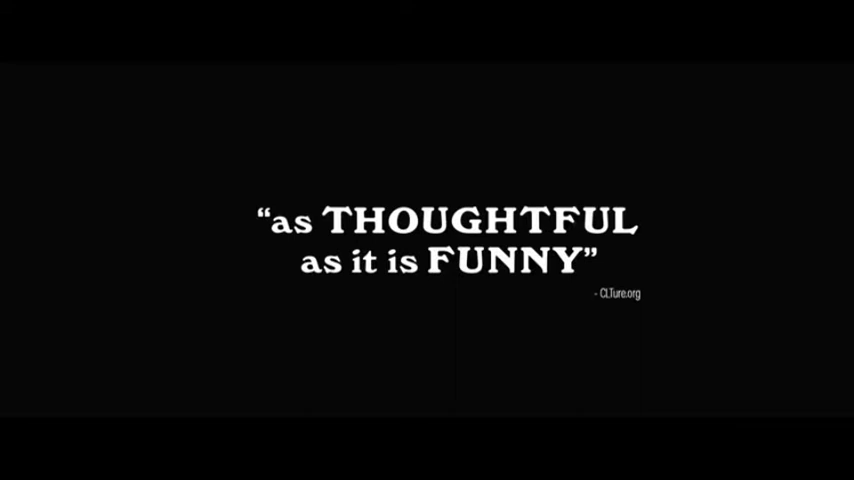 “as THOUGHTFUL
as it is FUNNY”
- CLTure.org